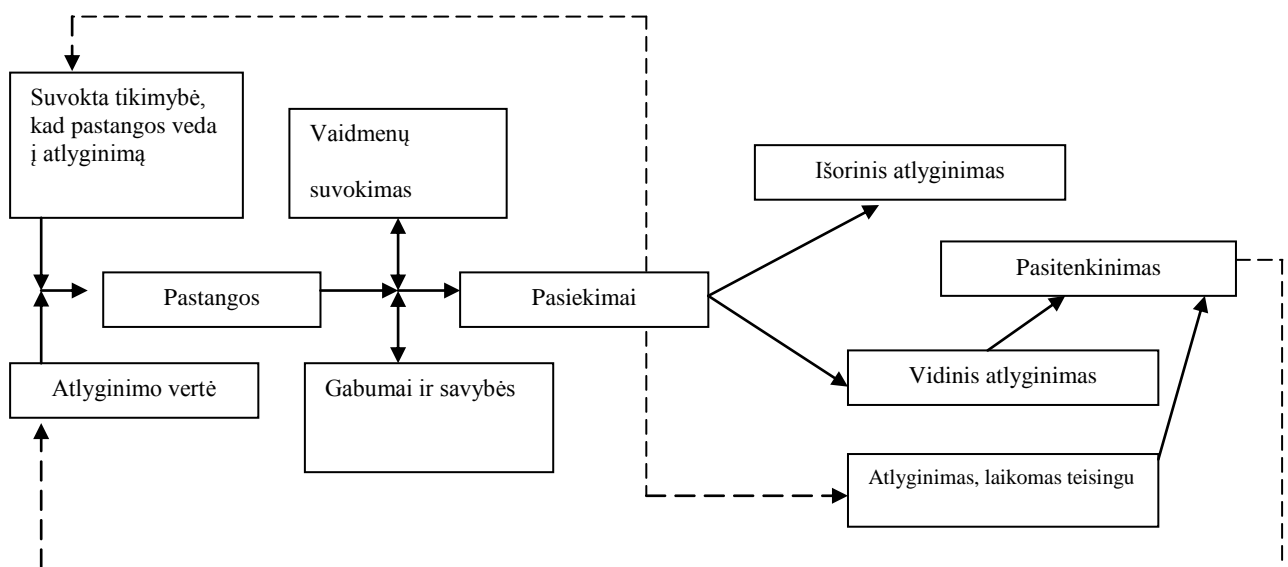 Suvokta tikimybė,
kad pastangos veda
į atlyginimą
Vaidmenų
suvokimas
Išorinis atlyginimas
Pasitenkinimas
Pastangos
Pasiekimai
Atlyginimo vertė
Gabumai ir savybės
Vidinis atlyginimas
Atlyginimas, laikomas teisingu